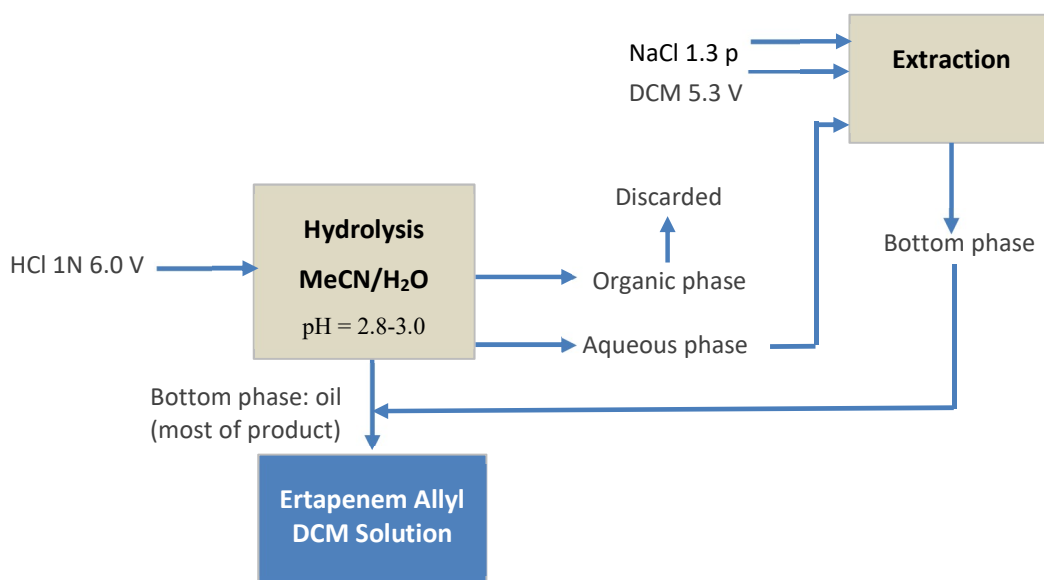 NaCl 1.3 p
DCM 5.3 V
Extraction
Hydrolysis
MeCN/H₂O
pH = 2.8-3.0
HCl 1N 6.0 V
Discarded
Organic phase
Aqueous phase
Bottom phase
Bottom phase: oil
(most of product)
Ertapenem Allyl
DCM Solution